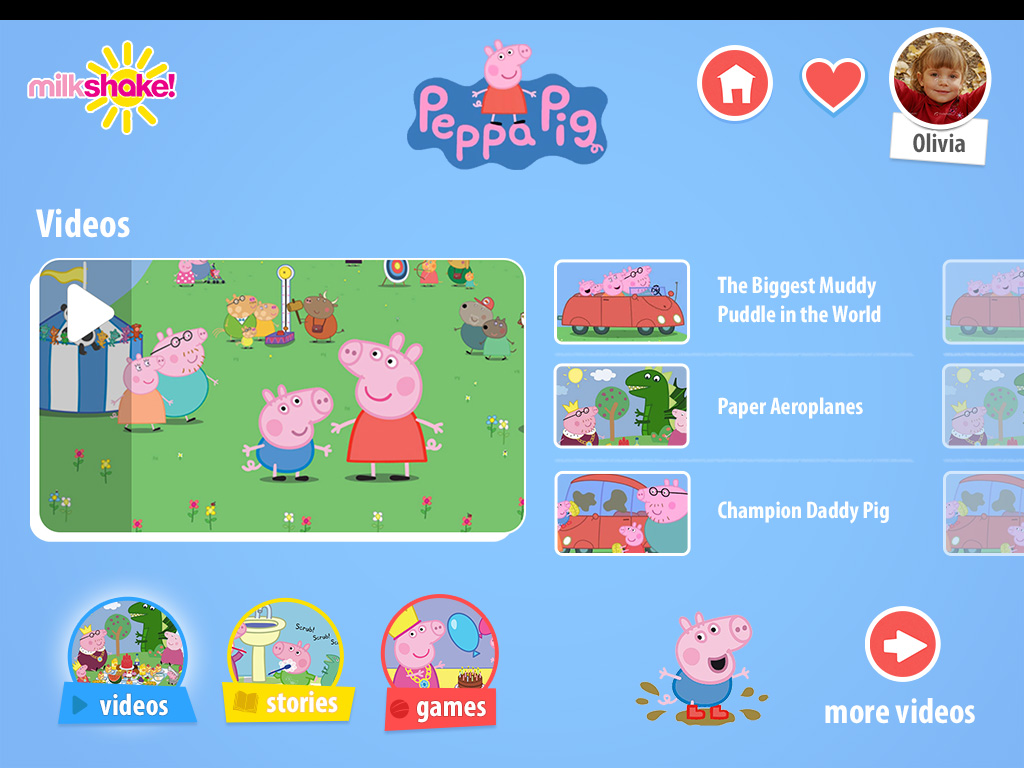 milkshake!
Peppa Pig
Olivia
Videos
The Biggest Muddy
Puddle in the World
Paper Aeroplanes
Champion Daddy Pig
Scrub!
Scrub!
videos
stories
games
more videos